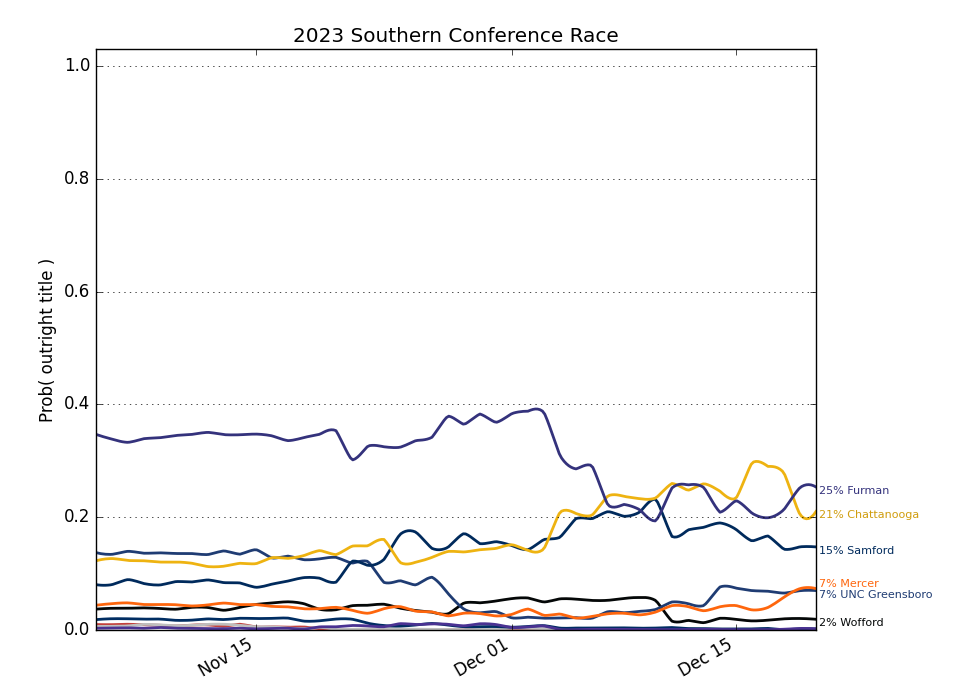 2023 Southern Conference Race
Prob( outright title )
1.0
0.8
0.6
0.4
0.2
0.0
25% Furman
21% Chattanooga
15% Samford
7% Mercer
7% UNC Greensboro
2% Wofford
Nov 15
Dec 01
Dec 15